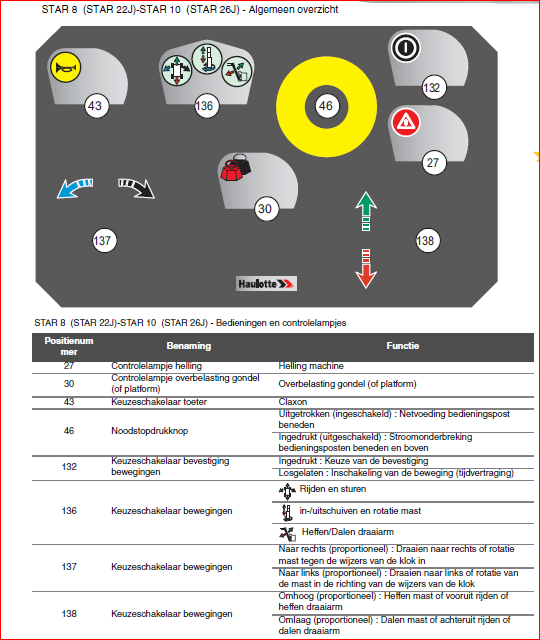 STAR 8 (STAR 22J)-STAR 10 (STAR 26J) - Algemeen overzicht
43
136
46
132
27
30
137
138
Haulotte
STAR 8 (STAR 22J)-STAR 10 (STAR 26J) - Bedieningen en controlelampjes
Positienum
mer
Benaming
Functie
27
Controlelampje helling
Helling machine
30
Controlelampje overbelasting gondel
(of platform)
Overbelasting gondel (of platform)
43
Keuzeschakelaar toeter
Claxon
46
Noodstopdrukknop
Uitgetrokken (ingeschakeld) : Netvoeding bedieningspost
beneden
Ingedrukt (uitgeschakeld) : Stroomonderbreking
bedieningsposten beneden en boven
132
Keuzeschakelaar bevestiging
bewegingen
Ingedrukt : Keuze van de bevestiging
Losgelaten : Inschakeling van de beweging (tijdvertraging)
136
Keuzeschakelaar bewegingen
Rijden en sturen
in-/uitschuiven en rotatie mast
Heffen/Dalen draaiarm
137
Keuzeschakelaar bewegingen
Naar rechts (proportioneel) : Draaien naar rechts of rotatie
mast tegen de wijzers van de klok in
Naar links (proportioneel) : Draaien naar links of rotatie van
de mast in de richting van de wijzers van de klok
138
Keuzeschakelaar bewegingen
Omhoog (proportioneel) : Heffen mast of vooruit rijden of
heffen draaiarm
Omlaag (proportioneel) : Dalen mast of achteruit rijden of
dalen draaiarm